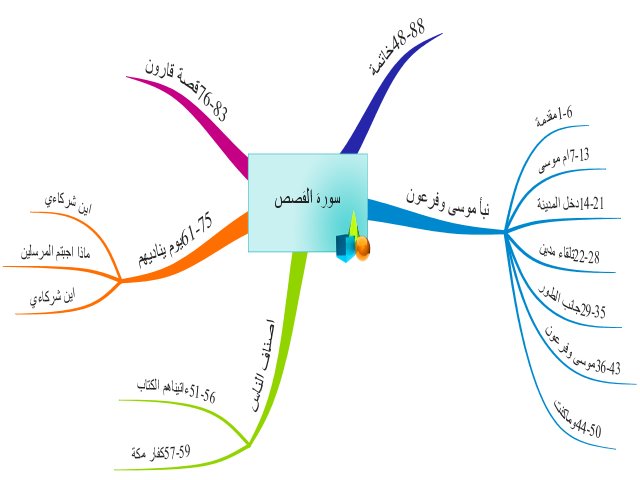 سورة القصص
نبأ موسى وفرعون
1-6مقدمة
7-13ام موسى
14-21دخل المدينة
22-28تلقاء مدين
29-35جانب الطور
36-43موسى وفرعون
44-50وماكنت
اصناف الناس
51-56ءاتيناهم الكتاب
57-59كفار مكة
61-75يوم يناديهم
اين شركاءي
ماذا اجبتم المرسلين
اين شركاءي
76-83قصة قارون
48-88خاتمة